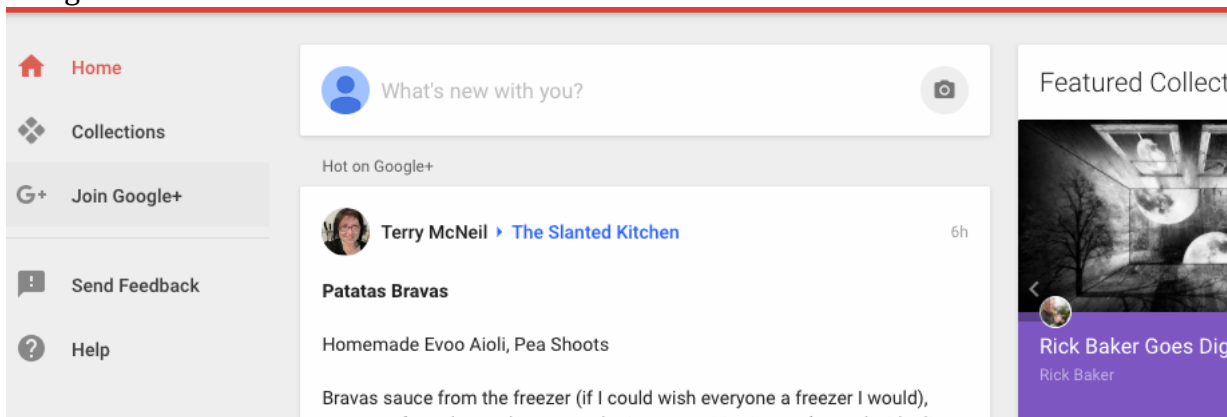 Home
Collections
G+ Join Google+
Send Feedback
Help
What's new with you?
Hot on Google+
Terry McNeil The Slanted Kitchen 6h
Patatas Bravas
Homemade Evoo Aioli, Pea Shoots
Bravas sauce from the freezer (if I could wish everyone a freezer I would),
Featured Collect
Rick Baker Goes Dig
Rick Baker